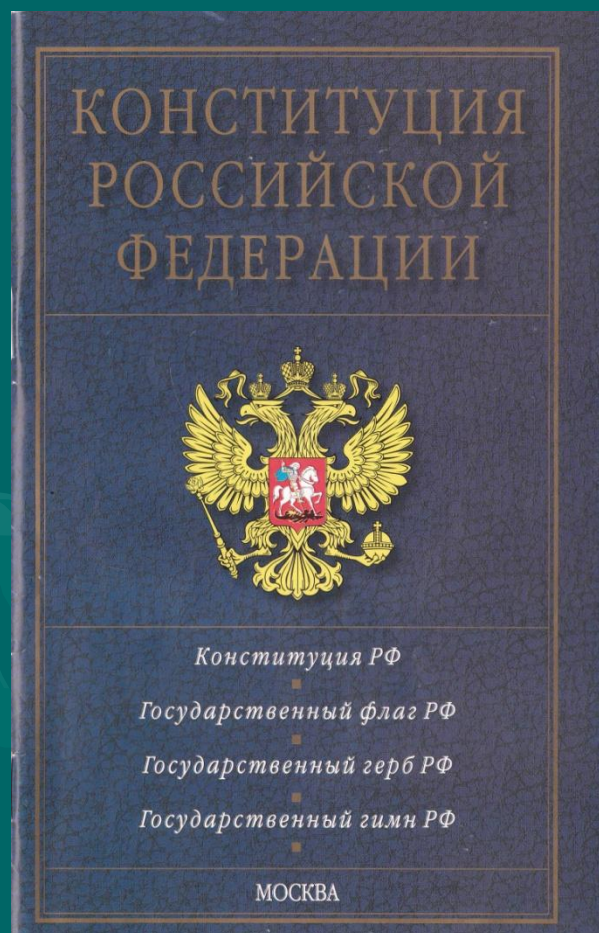 КОНСТИТУЦИЯ
РОССИЙСКОЙ
ФЕДЕРАЦИИ
Конституция РФ
Государственный флаг РФ
Государственный герб РФ
Государственный гимн РФ
МОСКВА